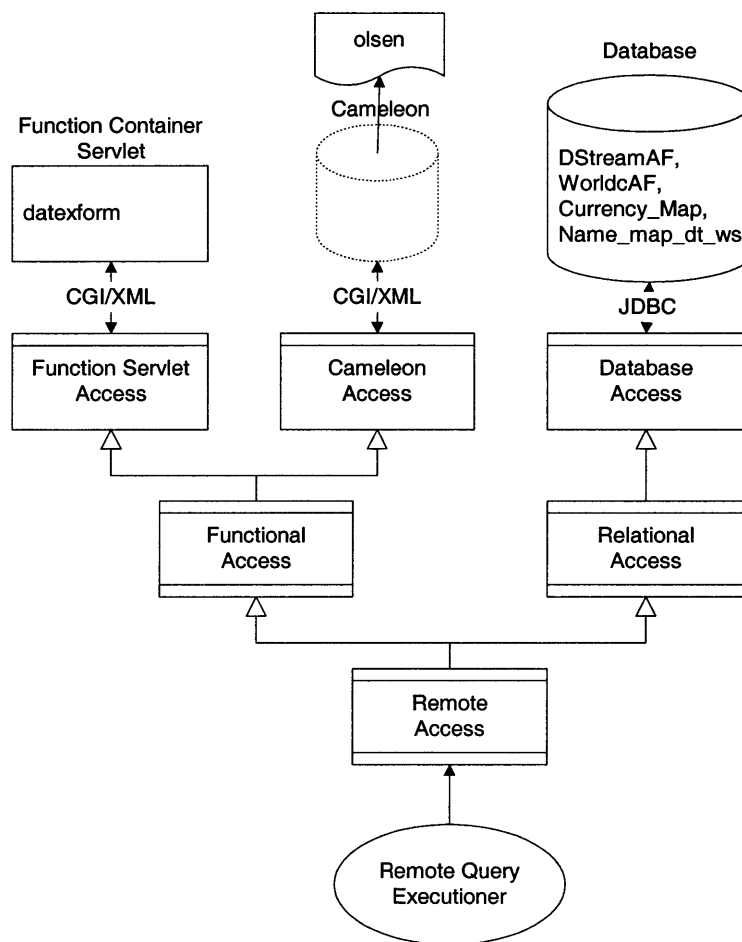 olsen
Cameleon
Database
Function Container
Servlet
datexform
DStreamAF,
WorldcAF,
Currency_Map,
Name_map_dt_ws
CGI/XML
CGI/XML
JDBC
Function Servlet
Access
Cameleon
Access
Database
Access
Functional
Access
Relational
Access
Remote
Access
Remote Query
Executioner